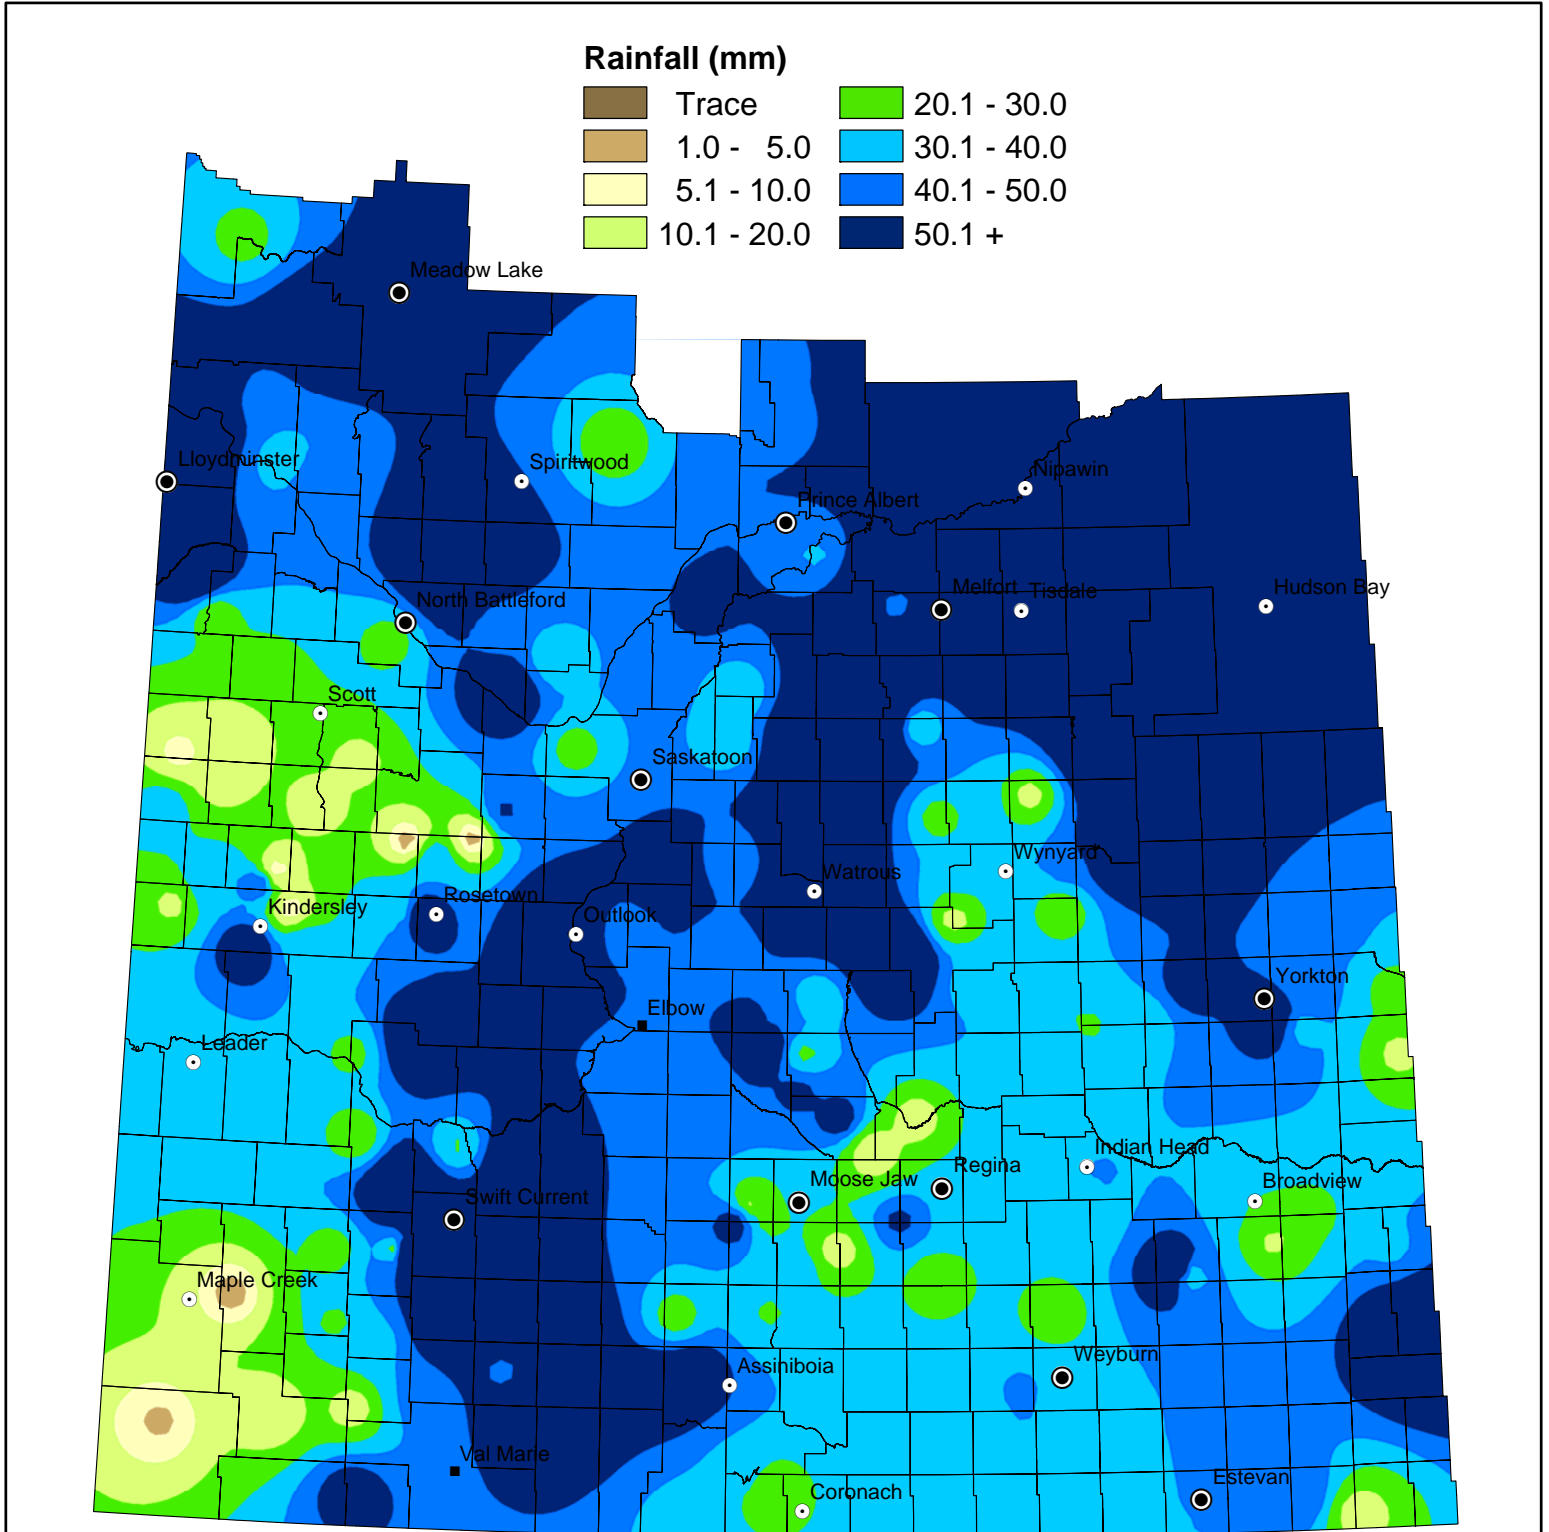 Rainfall (mm)
Trace
1.0 - 5.0
5.1 - 10.0
10.1 - 20.0
20.1 - 30.0
30.1 - 40.0
40.1 - 50.0
50.1 +
Meadow Lake
Lloydminster
Spiritwood
Nipawin
Prince Albert
Melfort
Tisdale
Hudson Bay
North Battleford
Scott
Saskatoon
Wynyard
Watrous
Rosetown
Kindersley
Outlook
Yorkton
Elbow
Leader
Indian Head
Regina
Moose Jaw
Broadview
Swift Current
Maple Creek
Weyburn
Assiniboia
Val Marie
Estevan
Coronach